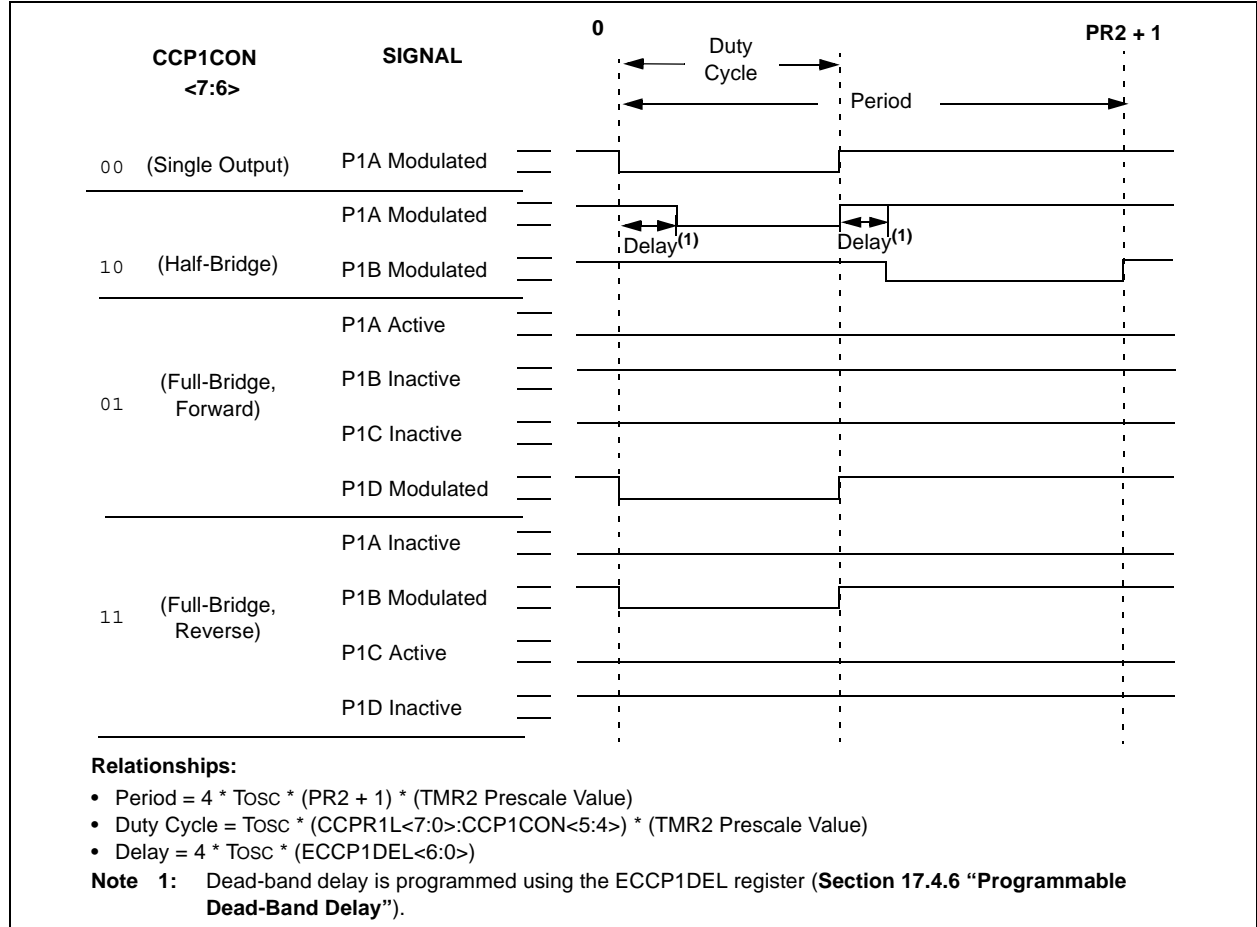 0
PR2 + 1
CCP1CON
<7:6>
SIGNAL
Duty
Cycle
Period
00 (Single Output) P1A Modulated
P1A Modulated
Delay(1) Delay(1)
10 (Half-Bridge) P1B Modulated
P1A Active
01 (Full-Bridge,
Forward)
P1B Inactive
P1C Inactive
P1D Modulated
P1A Inactive
11 (Full-Bridge,
Reverse)
P1B Modulated
P1C Active
P1D Inactive
Relationships:
• Period = 4 * TOSC * (PR2 + 1) * (TMR2 Prescale Value)
• Duty Cycle = TOSC * (CCPR1L<7:0>:CCP1CON<5:4>) * (TMR2 Prescale Value)
• Delay = 4 * TOSC * (ECCP1DEL<6:0>)
Note 1: Dead-band delay is programmed using the ECCP1DEL register (Section 17.4.6 “Programmable
Dead-Band Delay”).